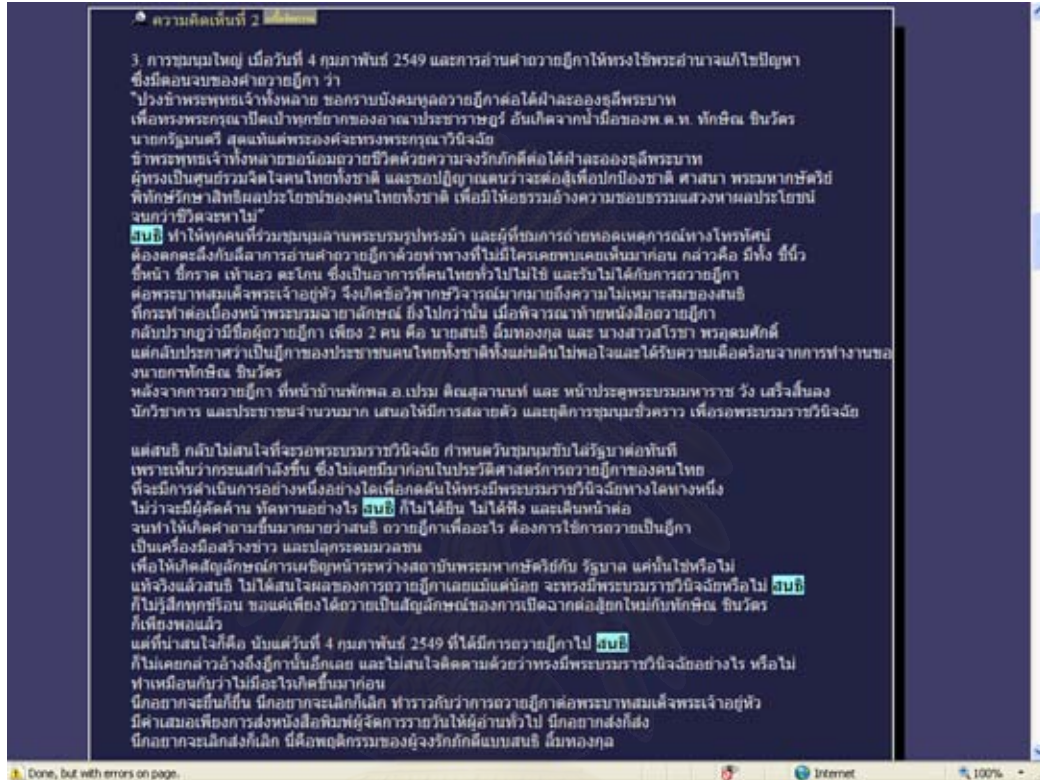 ความคิดเห็นที่ 2
3. การชุมนุมใหญ่ เมื่อวันที่ 4 กุมภาพันธ์ 2549 และการอ่านคำถวายฎีกาให้ทรงใช้พระอำนาจแก้ไขปัญหา
ซึ่งมีตอนจบของคำถวายฎีกา ว่า
"ปวงข้าพระพุทธเจ้าทั้งหลาย ขอกราบบังคมทูลถวายฎีกาต่อใต้ฝ่าละอองธุลีพระบาท
เพื่อทรงพระกรุณาปัดเป่าทุกข์ยากของอาณาประชาราษฎร์ อันเกิดจากน้ำมือของพ.ต.ท. ทักษิณ ชินวัตร
นายกรัฐมนตรี สุดแท้แต่พระองค์จะทรงพระกรุณาวินิจฉัย
ข้าพระพุทธเจ้าทั้งหลายขอน้อมถวายชีวิตด้วยความจงรักภักดีต่อใต้ฝ่าละอองธุลีพระบาท
ผู้ทรงเป็นศูนย์รวมจิตใจคนไทยทั้งชาติ และขอปฏิญาณตนว่าจะต่อสู้เพื่อปกป้องชาติ ศาสนา พระมหากษัตริย์
พิทักษ์รักษาสิทธิผลประโยชน์ของคนไทยทั้งชาติ เพื่อมิให้อธรรมอ้างความชอบธรรมแสวงหาผลประโยชน์
จนกว่าชีวิตจะหาไม่"
สนธิ ทำให้ทุกคนที่ร่วมชุมนุมลานพระบรมรูปทรงม้า และผู้ที่ชมการถ่ายทอดเหตุการณ์ทางโทรทัศน์
ต้องตกตะลึงกับลีลาการอ่านคำถวายฎีกาด้วยท่าทางที่ไม่มีใครเคยพบเคยเห็นมาก่อน กล่าวคือ มีทั้ง ชี้นิ้ว
ชี้หน้า ชี้กราด เท้าเอว ตะโกน ซึ่งเป็นอาการที่คนไทยทั่วไปไม่ใช้ และรับไม่ได้กับการถวายฎีกา
ต่อพระบาทสมเด็จพระเจ้าอยู่หัว จึงเกิดข้อวิพากษ์วิจารณ์มากมายถึงความไม่เหมาะสมของสนธิ
ที่กระทำต่อเบื้องหน้าพระบรมฉายาลักษณ์ ยิ่งไปกว่านั้น เมื่อพิจารณาท้ายหนังสือถวายฎีกา
กลับปรากฏว่ามีชื่อผู้ถวายฎีกา เพียง 2 คน คือ นายสนธิ ลิ้มทองกุล และ นางสาวสโรชา พรอุดมศักดิ์
แต่กลับประกาศว่าเป็นฎีกาของประชาชนคนไทยทั้งชาติทั้งแผ่นดินไม่พอใจและได้รับความเดือดร้อนจากการทำงานขอ
งนายกฯทักษิณ ชินวัตร
หลังจากการถวายฎีกา ที่หน้าบ้านพักพล.อ.เปรม ติณสูลานนท์ และ หน้าประตูพระบรมมหาราช วัง เสร็จสิ้นลง
นักวิชาการ และประชาชนจำนวนมาก เสนอให้มีการสลายตัว และยุติการชุมนุมชั่วคราว เพื่อรอพระบรมราชวินิจฉัย
แต่สนธิ กลับไม่สนใจที่จะรอพระบรมราชวินิจฉัย กำหนดวันชุมนุมขับไล่รัฐบาลต่อทันที
เพราะเห็นว่ากระแสกำลังขึ้น ซึ่งไม่เคยมีมาก่อนในประวัติศาสตร์การถวายฎีกาของคนไทย
ที่จะมีการดำเนินการอย่างหนึ่งอย่างใดเพื่อกดดันให้ทรงมีพระบรมราชวินิจฉัยทางใดทางหนึ่ง
ไม่ว่าจะมีผู้คัดค้าน ทัดทานอย่างไร สนธิ ก็ไม่ได้ยิน ไม่ได้ฟัง และเดินหน้าต่อ
จนทำให้เกิดคำถามขึ้นมากมายว่าสนธิ ถวายฎีกาเพื่ออะไร ต้องการใช้การถวายเป็นฎีกา
เป็นเครื่องมือสร้างข่าว และปลุกระดมมวลชน
เพื่อให้เกิดสัญลักษณ์การเผชิญหน้าระหว่างสถาบันพระมหากษัตริย์กับ รัฐบาล แค่นั้นใช่หรือไม่
แท้จริงแล้วสนธิ ไม่ได้สนใจผลของการถวายฎีกาเลยแม้แต่น้อย จะทรงมีพระบรมราชวินิจฉัยหรือไม่ สนธิ
ก็ไม่รู้สึกทุกข์ร้อน ขอแค่เพียงได้ถวายเป็นสัญลักษณ์ของการเปิดฉากต่อสู้ยกใหม่กับทักษิณ ชินวัตร
ก็เพียงพอแล้ว
แต่ที่น่าสนใจก็คือ นับแต่วันที่ 4 กุมภาพันธ์ 2549 ที่ได้มีการถวายฎีกาไป สนธิ
ก็ไม่เคยกล่าวอ้างถึงฎีกานั้นอีกเลย และไม่สนใจติดตามด้วยว่าทรงมีพระบรมราชวินิจฉัยอย่างไร หรือไม่
ทำเหมือนกับว่าไม่มีอะไรเกิดขึ้นมาก่อน
นึกอยากจะยื่นก็ยื่น นึกอยากจะเลิกก็เลิก ทำราวกับว่าการถวายฎีกาต่อพระบาทสมเด็จพระเจ้าอยู่หัว
มีค่าเสมอเพียงการส่งหนังสือพิมพ์ผู้จัดการรายวันให้ผู้อ่านทั่วไป นึกอยากส่งก็ส่ง
นึกอยากจะเลิกส่งก็เลิก นี่คือพฤติกรรมของผู้จงรักภักดีแบบสนธิ ลิ้มทองกุล
Done, but with errors on page.
Internet
100%